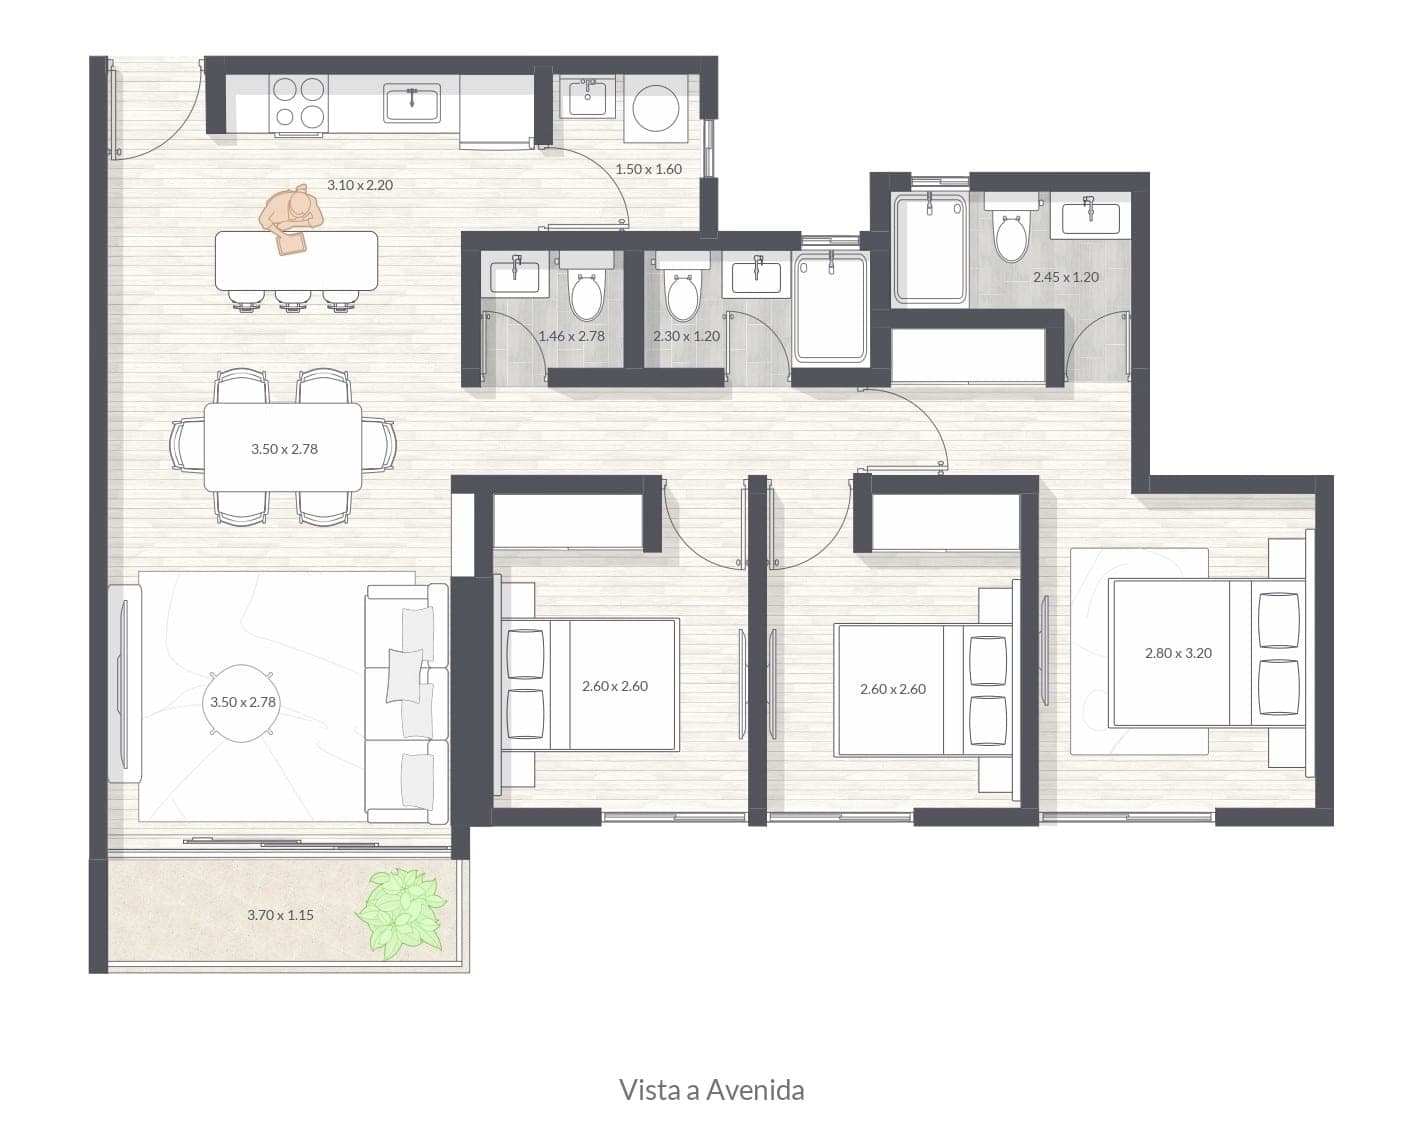 1.50 x 1.60
3.10 x 2.20
2.45 x 1.20
1.46 x 2.78
2.30 x 1.20
3.50 x 2.78
2.80 x 3.20
2.60 x 2.60
2.60 x 2.60
3.50 x 2.78
3.70 x 1.15
Vista a Avenida